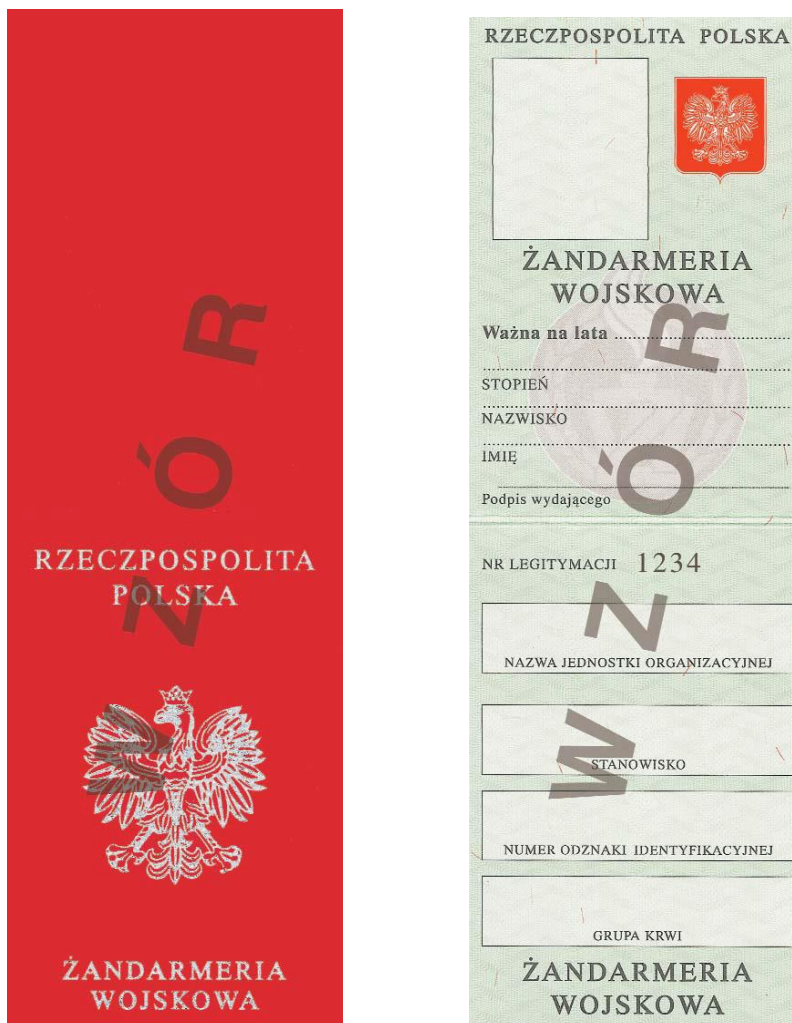 RZECZPOSPOLITA
POLSKA
ŻANDARMERIA
WOJSKOWA
WZÓR
RZECZPOSPOLITA POLSKA
ŻANDARMERIA
WOJSKOWA
Ważna na lata
STOPIEŃ
NAZWISKO
IMIĘ
Podpis wydającego
NR LEGITYMACJI 1234
NAZWA JEDNOSTKI ORGANIZACYJNEJ
STANOWISKO
NUMER ODZNAKI IDENTYFIKACYJNEJ
GRUPA KRWI
ŻANDARMERIA
WOJSKOWA
WZÓR